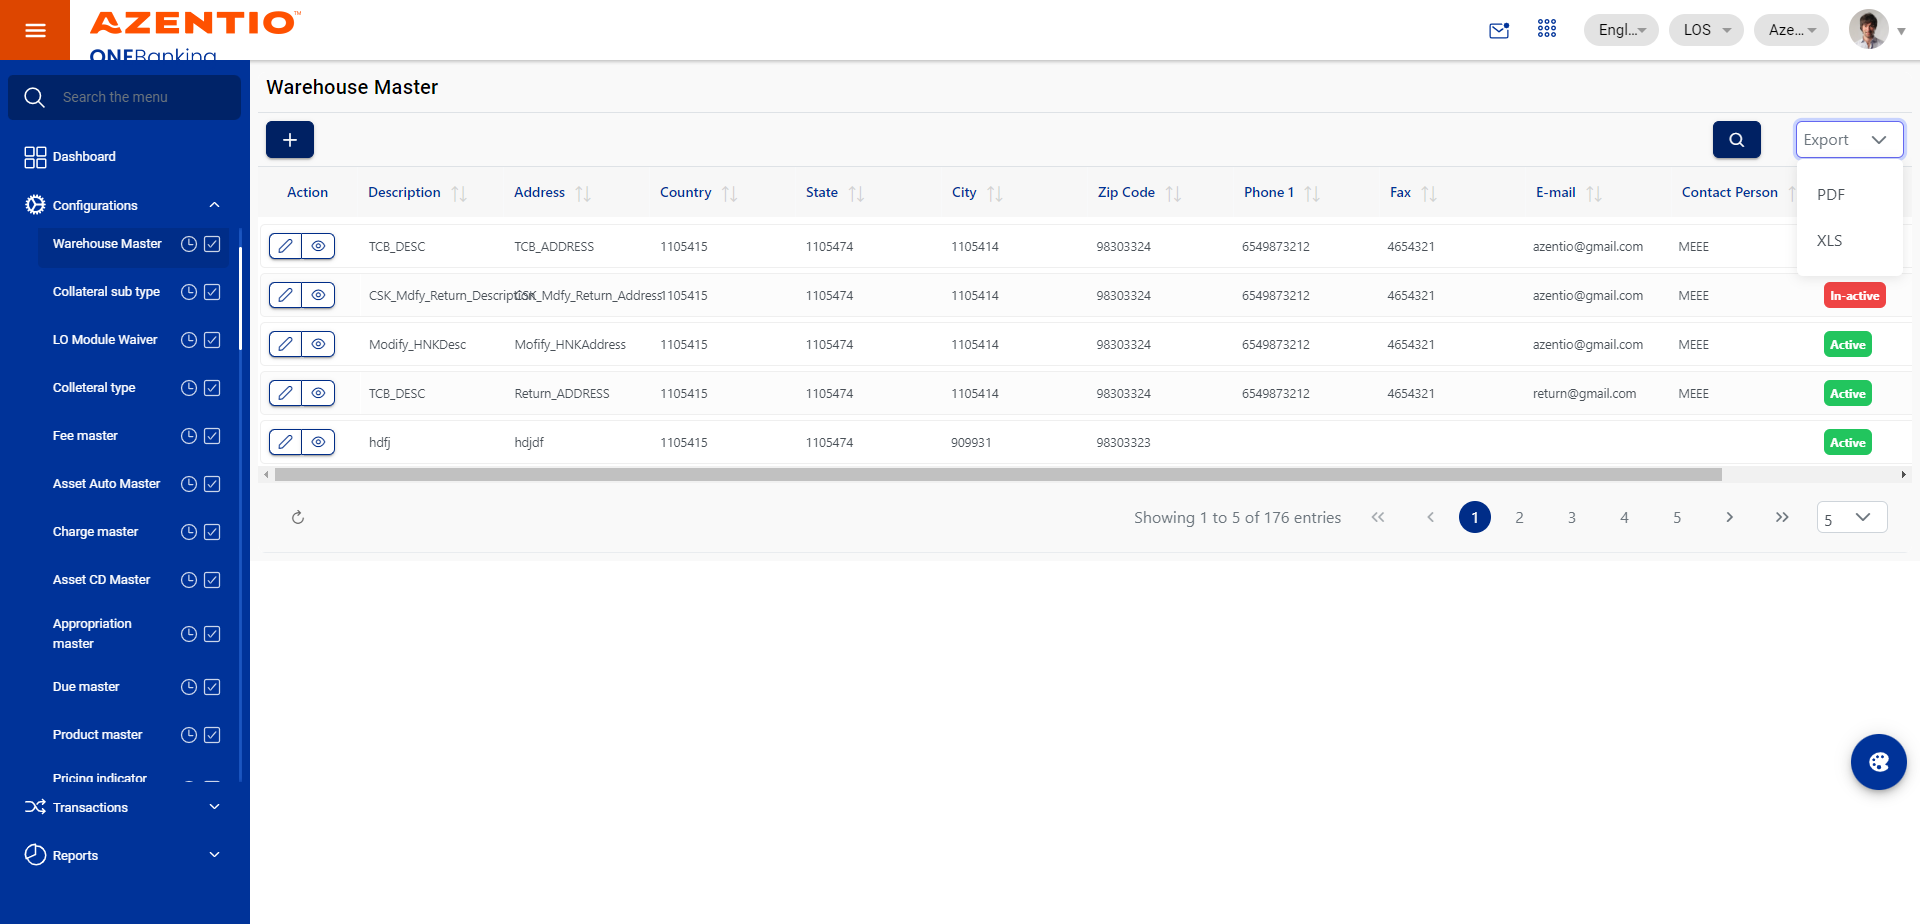 AZENTIO™
ONEBanking
Engl...
LOS
Aze...
Search the menu
Dashboard
Configurations
Warehouse Master
Collateral sub type
LO Module Waiver
Colleteral type
Fee master
Asset Auto Master
Charge master
Asset CD Master
Appropriation
master
Due master
Product master
Pricing indicator
Transactions
Reports
Warehouse Master
Export
PDF
XLS
Action Description Address Country State City Zip Code Phone 1 Fax E-mail Contact Person
TCB_DESC TCB_ADDRESS 1105415 1105474 1105414 98303324 6549873212 4654321 azentio@gmail.com MEEE
CSK_Mdfy_Return_Description CSK_Mdfy_Return_Address 1105415 1105474 1105414 98303324 6549873212 4654321 azentio@gmail.com MEEE In-active
Modify_HNKDesc Mofify_HNKAddress 1105415 1105474 1105414 98303324 6549873212 4654321 azentio@gmail.com MEEE Active
TCB_DESC Return_ADDRESS 1105415 1105474 1105414 98303324 6549873212 4654321 return@gmail.com MEEE Active
hdfj hdjdf 1105415 1105474 909931 98303323 Active
Showing 1 to 5 of 176 entries 1 2 3 4 5 5